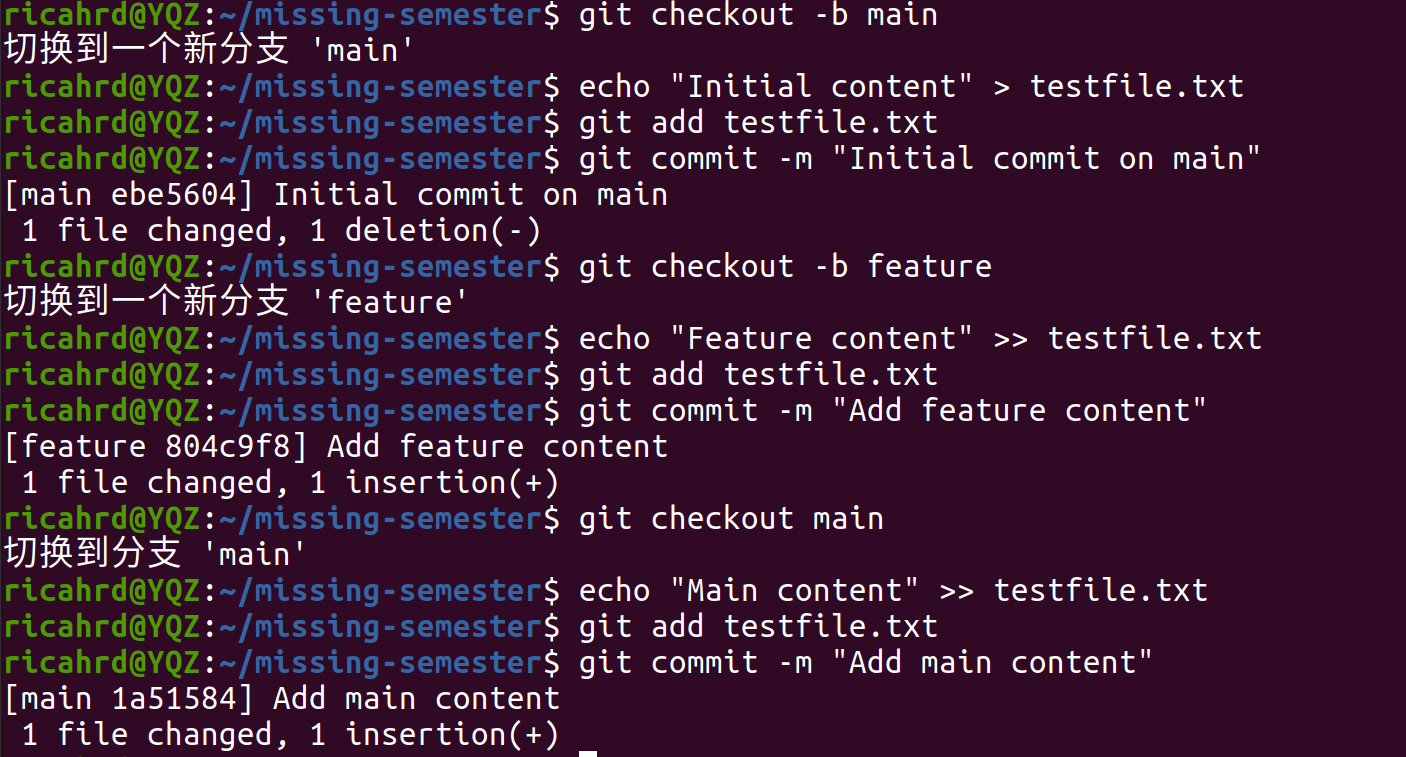 ricahrd@YQZ:~/missing-semester$ git checkout -b main
切换到一个新分支 'main'
ricahrd@YQZ:~/missing-semester$ echo "Initial content" > testfile.txt
ricahrd@YQZ:~/missing-semester$ git add testfile.txt
ricahrd@YQZ:~/missing-semester$ git commit -m "Initial commit on main"
[main ebe5604] Initial commit on main
 1 file changed, 1 deletion(-)
ricahrd@YQZ:~/missing-semester$ git checkout -b feature
切换到一个新分支 'feature'
ricahrd@YQZ:~/missing-semester$ echo "Feature content" >> testfile.txt
ricahrd@YQZ:~/missing-semester$ git add testfile.txt
ricahrd@YQZ:~/missing-semester$ git commit -m "Add feature content"
[feature 804c9f8] Add feature content
 1 file changed, 1 insertion(+)
ricahrd@YQZ:~/missing-semester$ git checkout main
切换到分支 'main'
ricahrd@YQZ:~/missing-semester$ echo "Main content" >> testfile.txt
ricahrd@YQZ:~/missing-semester$ git add testfile.txt
ricahrd@YQZ:~/missing-semester$ git commit -m "Add main content"
[main 1a51584] Add main content
 1 file changed, 1 insertion(+)